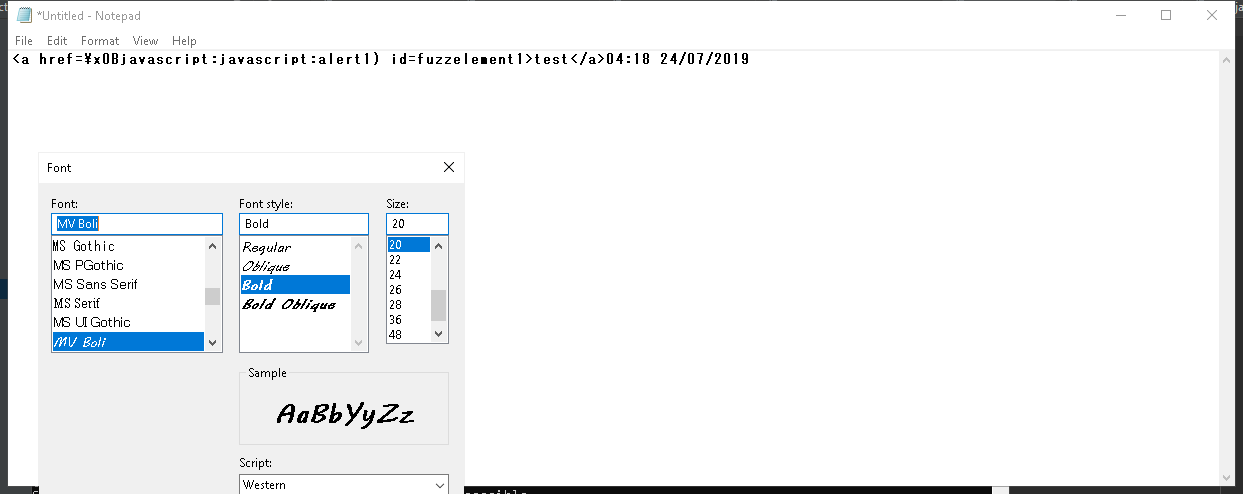 *Untitled - Notepad
File Edit Format View Help
<a href=¥x0Bjavascript:javascript:alert1) id=fuzzelement1>test</a>04:18 24/07/2019
Font
Font: Font style: Size:
MV Boli Bold 20
MS Gothic Regular 20
MS PGothic Oblique 22
MS Sans Serif Bold 24
MS Serif Bold Oblique 26
MS UI Gothic 28
MV Boli 36
48
Sample
AaBbYyZz
Script:
Western